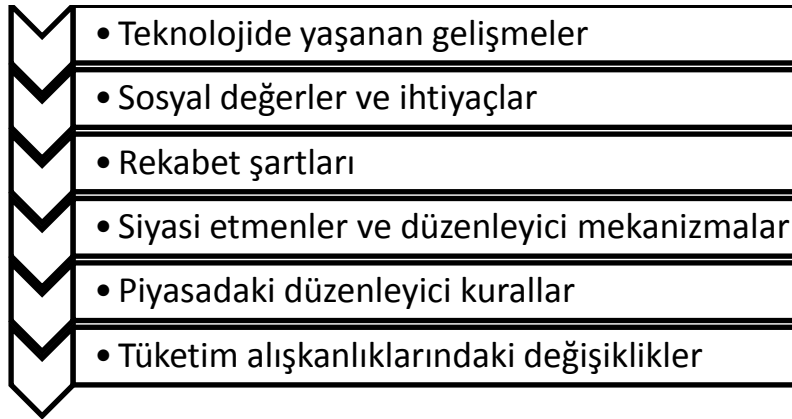 • Teknolojide yaşanan gelişmeler
• Sosyal değerler ve ihtiyaçlar
• Rekabet şartları
• Siyasi etmenler ve düzenleyici mekanizmalar
• Piyasadaki düzenleyici kurallar
• Tüketim alışkanlıklarındaki değişiklikler